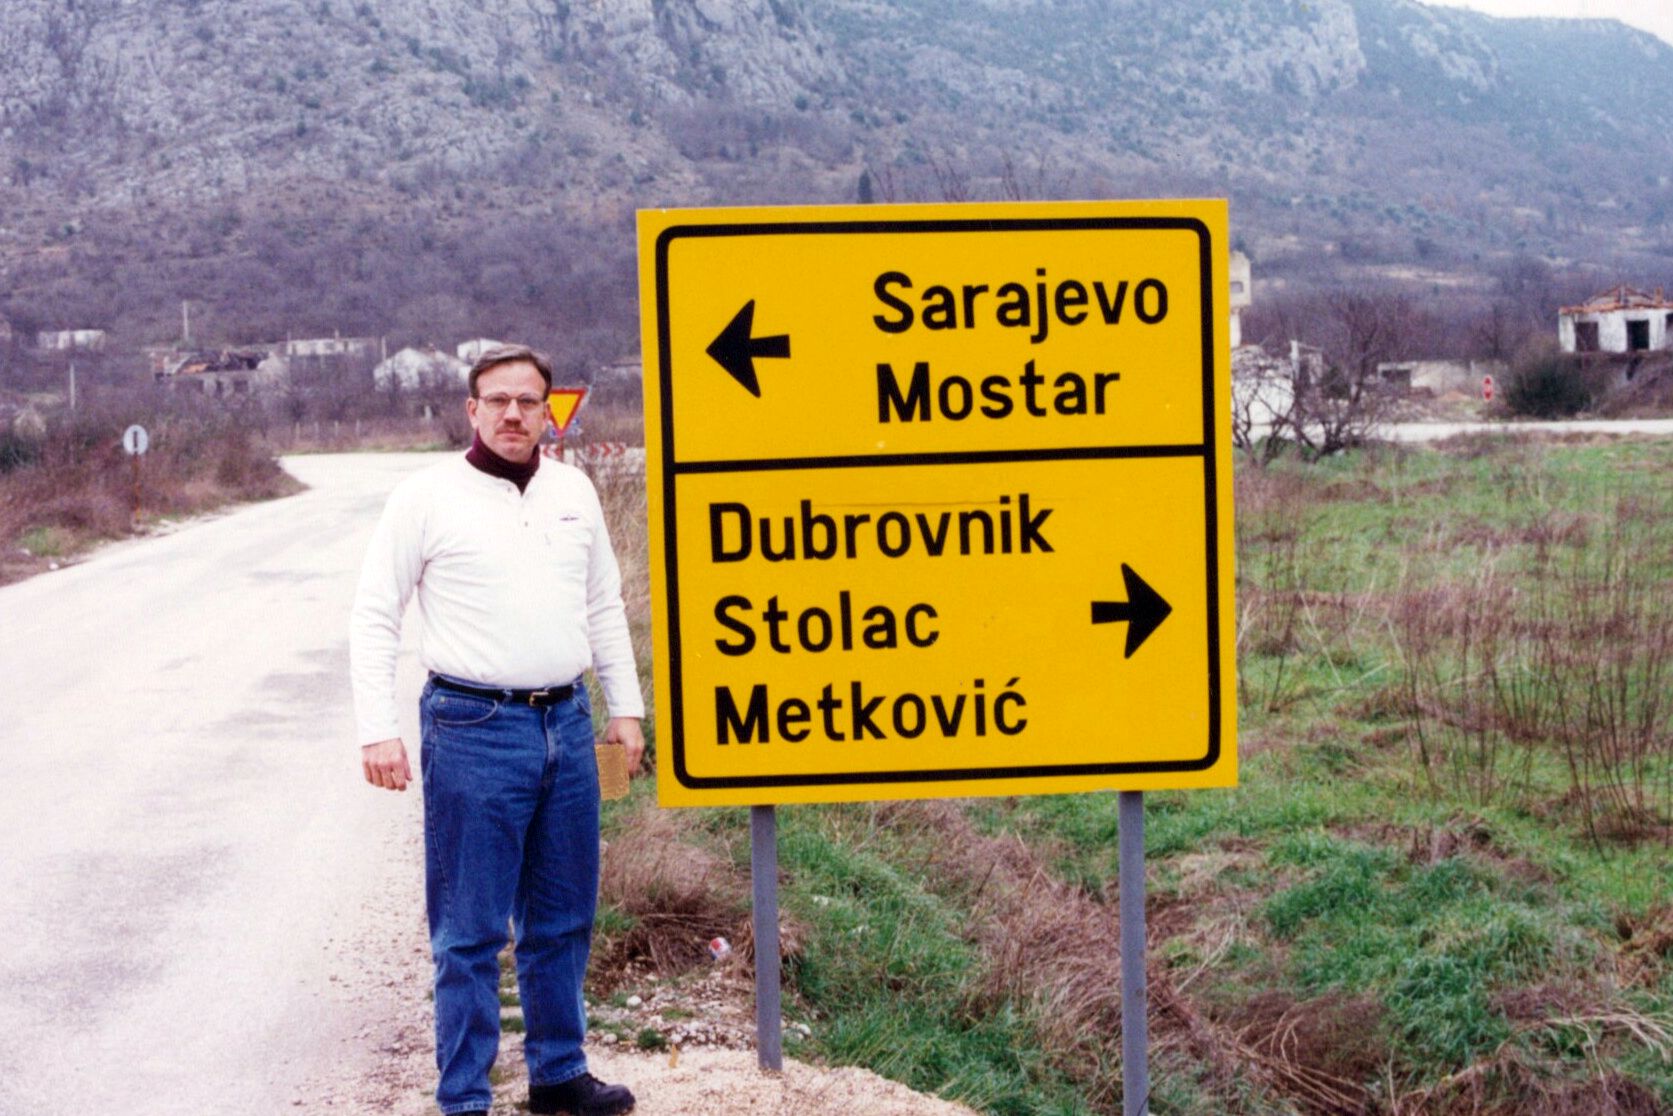 Sarajevo
Mostar
Dubrovnik
Stolac
Metković